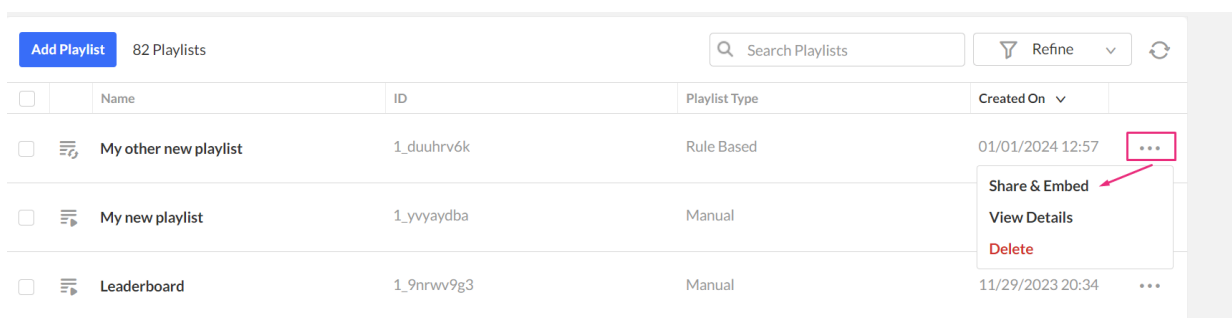 Add Playlist 82 Playlists Search Playlists Refine
Name ID Playlist Type Created On
My other new playlist 1_duuhrv6k Rule Based 01/01/2024 12:57
Share & Embed
My new playlist 1_yvyaydba Manual View Details
Delete
Leaderboard 1_9nrwv9g3 Manual 11/29/2023 20:34